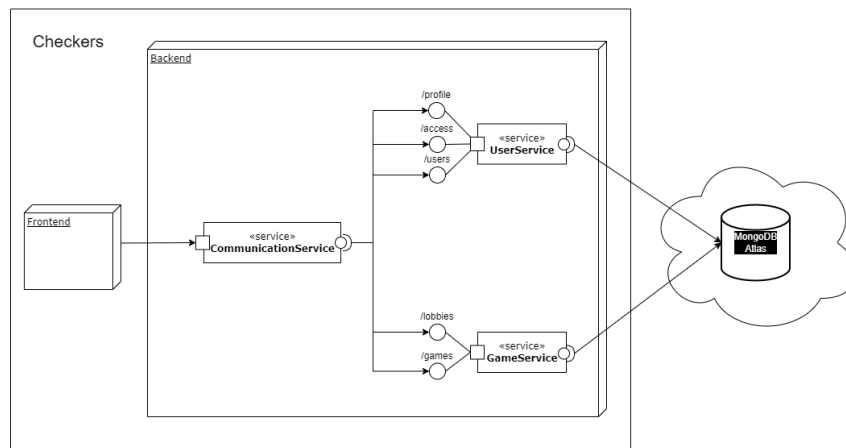 Checkers
Backend
/profile
/access
/users
«service»
UserService
Frontend
«service»
CommunicationService
MongoDB
Atlas
/lobbies
/games
«service»
GameService